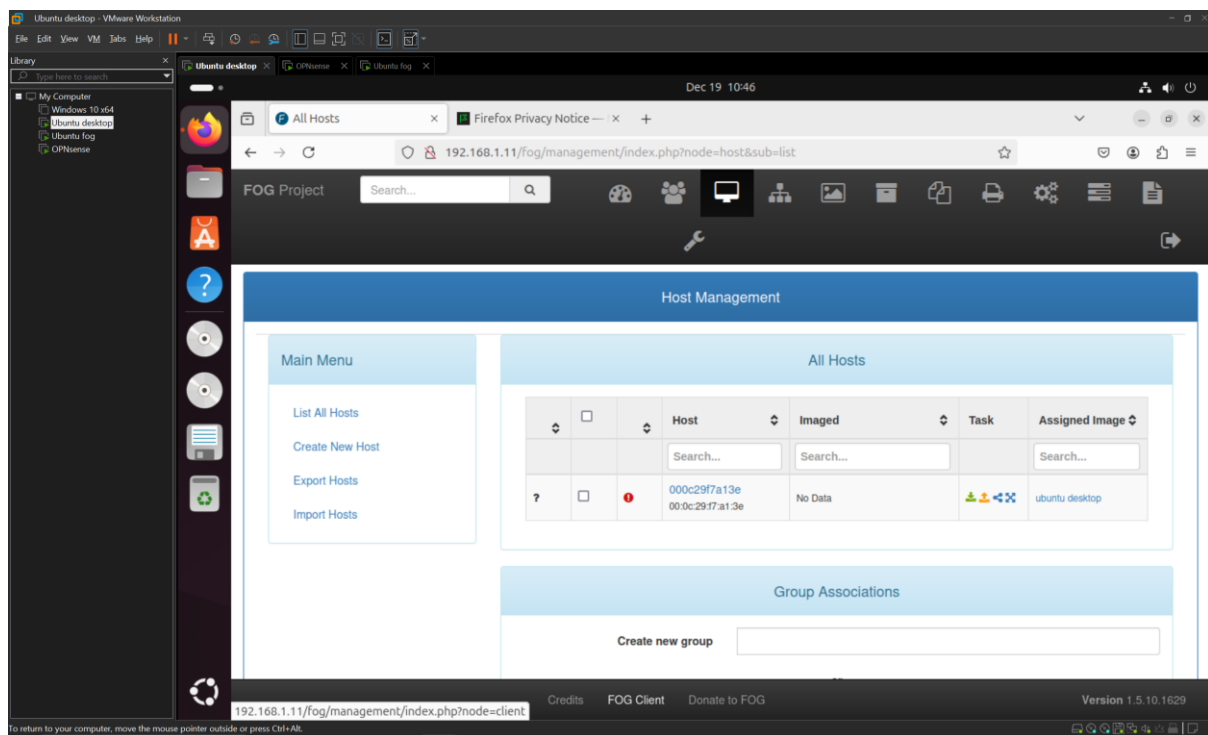 Ubuntu desktop - VMware Workstation
File Edit View VM Tabs Help
Library
Type here to search
My Computer
Windows 10 x64
Ubuntu desktop
Ubuntu fog
OPNsense
Ubuntu desktop OPNsense Ubuntu fog
Dec 19 10:46
All Hosts Firefox Privacy Notice —
192.168.1.11/fog/management/index.php?node=host&sub=list
FOG Project Search...
Host Management
Main Menu
List All Hosts
Create New Host
Export Hosts
Import Hosts
All Hosts
Host Imaged Task Assigned Image
Search... Search... Search...
? 000c29f7a13e No Data ubuntu desktop
00:0c:29:f7:a1:3e
Group Associations
Create new group
Credits FOG Client Donate to FOG Version 1.5.10.1629
192.168.1.11/fog/management/index.php?node=client
To return to your computer, move the mouse pointer outside or press Ctrl+Alt.